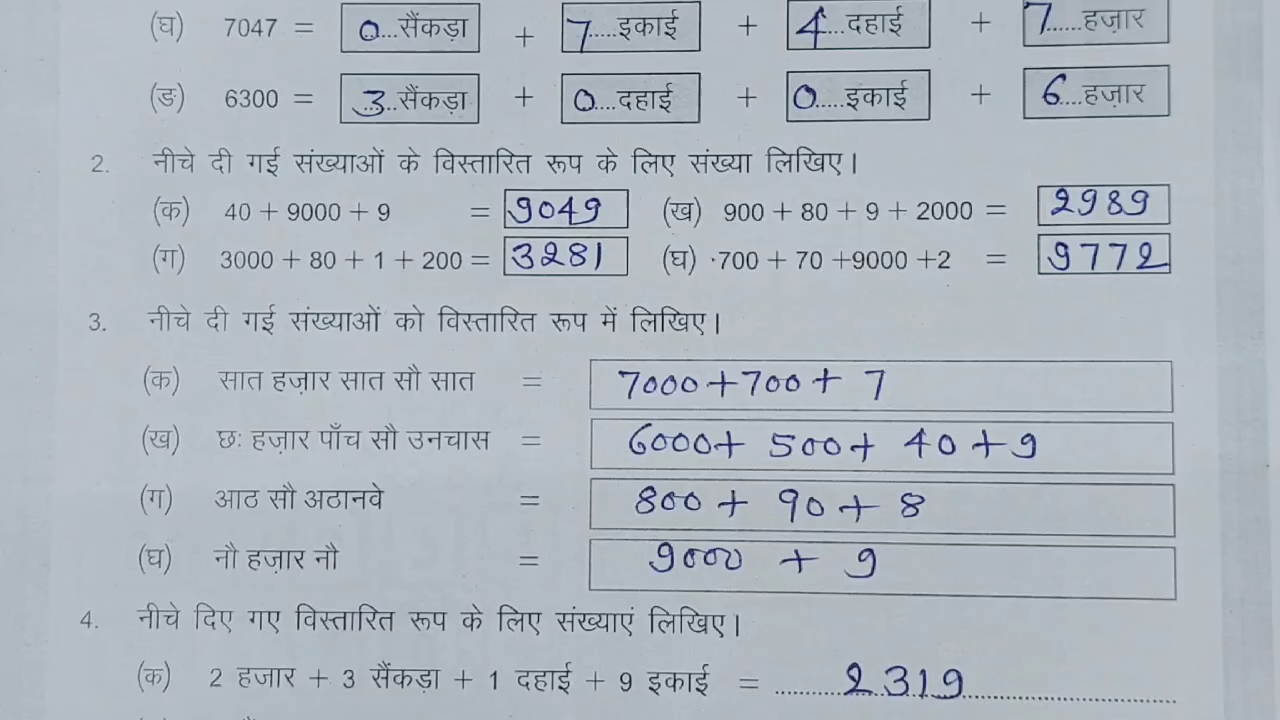 (घ) 7047 = 0...सैंकड़ा + 7.....इकाई + 4....दहाई + 7......हज़ार
(ङ) 6300 = 3..सैंकड़ा + 0....दहाई + 0.....इकाई + 6....हज़ार
2. नीचे दी गई संख्याओं के विस्तारित रूप के लिए संख्या लिखिए।
(क) 40 + 9000 + 9 = 9049 (ख) 900 + 80 + 9 + 2000 = 2989
(ग) 3000 + 80 + 1 + 200 = 3281 (घ) ·700 + 70 +9000 +2 = 9772
3. नीचे दी गई संख्याओं को विस्तारित रूप में लिखिए।
(क) सात हज़ार सात सौ सात = 7000+700+ 7
(ख) छः हज़ार पाँच सौ उनचास = 6000+ 500+ 40 +9
(ग) आठ सौ अठानवे = 800 + 90 + 8
(घ) नौ हज़ार नौ = 9000 + 9
4. नीचे दिए गए विस्तारित रूप के लिए संख्याएं लिखिए।
(क) 2 हजार + 3 सैंकड़ा + 1 दहाई + 9 इकाई = 2319